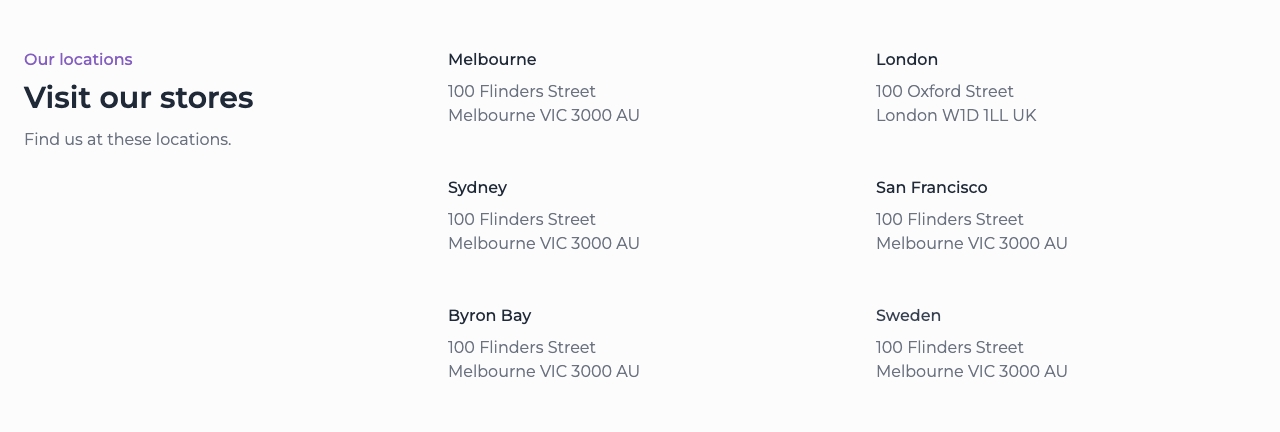 Our locations
Visit our stores
Find us at these locations.
Melbourne
100 Flinders Street
Melbourne VIC 3000 AU
London
100 Oxford Street
London W1D 1LL UK
Sydney
100 Flinders Street
Melbourne VIC 3000 AU
San Francisco
100 Flinders Street
Melbourne VIC 3000 AU
Byron Bay
100 Flinders Street
Melbourne VIC 3000 AU
Sweden
100 Flinders Street
Melbourne VIC 3000 AU